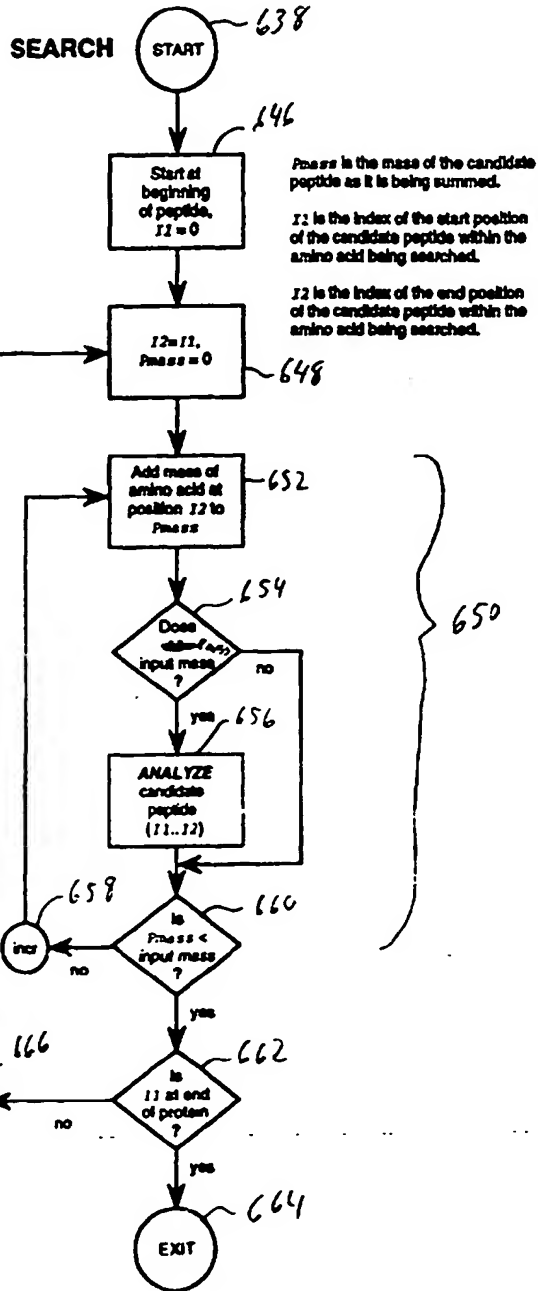 SEARCH
START
638
646
Start at
beginning
of peptide,
I1 = 0
Pmass is the mass of the candidate
peptide as it is being summed.
I1 is the index of the start position
of the candidate peptide within the
amino acid being searched.
I2 is the index of the end position
of the candidate peptide within the
amino acid being searched.
I2=I1,
Pmass = 0
648
Add mass of
amino acid at
position I2 to
Pmass
652
650
654
Does
input mass
?
no
yes
656
ANALYZE
candidate
peptide
(I1..I2)
658
incr
no
660
Is
Pmass <
input mass
?
yes
666
662
Is
I1 at end
of protein
?
no
yes
664
EXIT